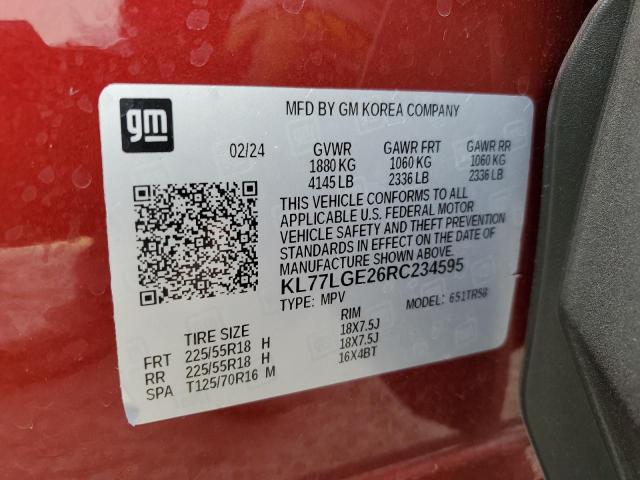 gm
MFD BY GM KOREA COMPANY
02/24 GVWR GAWR FRT GAWR RR
1880 KG 1060 KG 1060 KG
4145 LB 2336 LB 2336 LB
THIS VEHICLE CONFORMS TO ALL
APPLICABLE U.S. FEDERAL MOTOR
VEHICLE SAFETY AND THEFT PREVENTION
STANDARDS IN EFFECT ON THE DATE OF
MANUFACTURE SHOWN ABOVE.
KL77LGE26RC234595
TYPE: MPV MODEL: 651TR58
TIRE SIZE RIM
FRT 225/55R18 H 18X7.5J
RR 225/55R18 H 18X7.5J
SPA T125/70R16 M 16X4BT